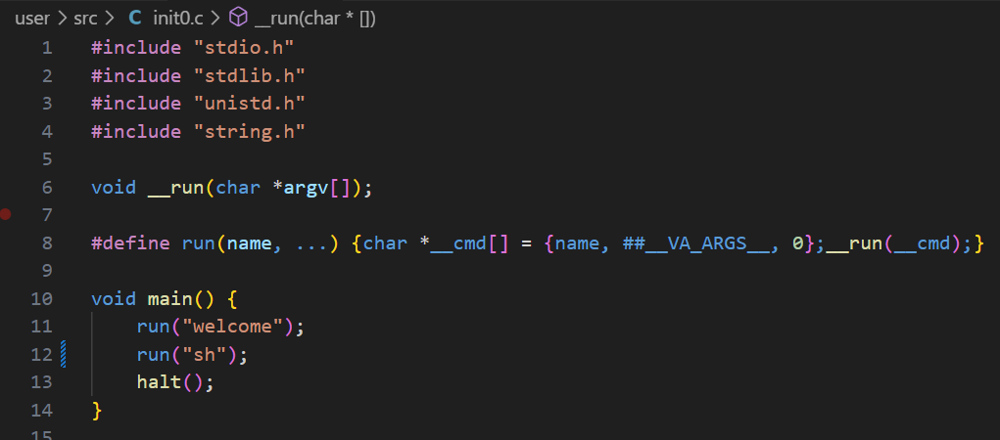 user > src > C init0.c > __run(char * [])
1 #include "stdio.h"
2 #include "stdlib.h"
3 #include "unistd.h"
4 #include "string.h"
5
6 void __run(char *argv[]);
7
8 #define run(name, ...) {char *__cmd[] = {name, ##__VA_ARGS__, 0};__run(__cmd);}
9
10 void main() {
11     run("welcome");
12     run("sh");
13     halt();
14 }
15